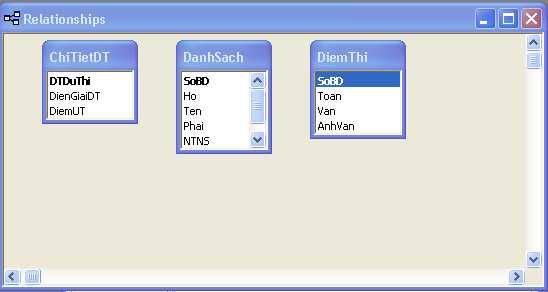 Relationships
ChiTietDT
DTDuThi
DienGiaiDT
DiemUT
DanhSach
SoBD
Ho
Ten
Phai
NTNS
DiemThi
SoBD
Toan
Van
AnhVan